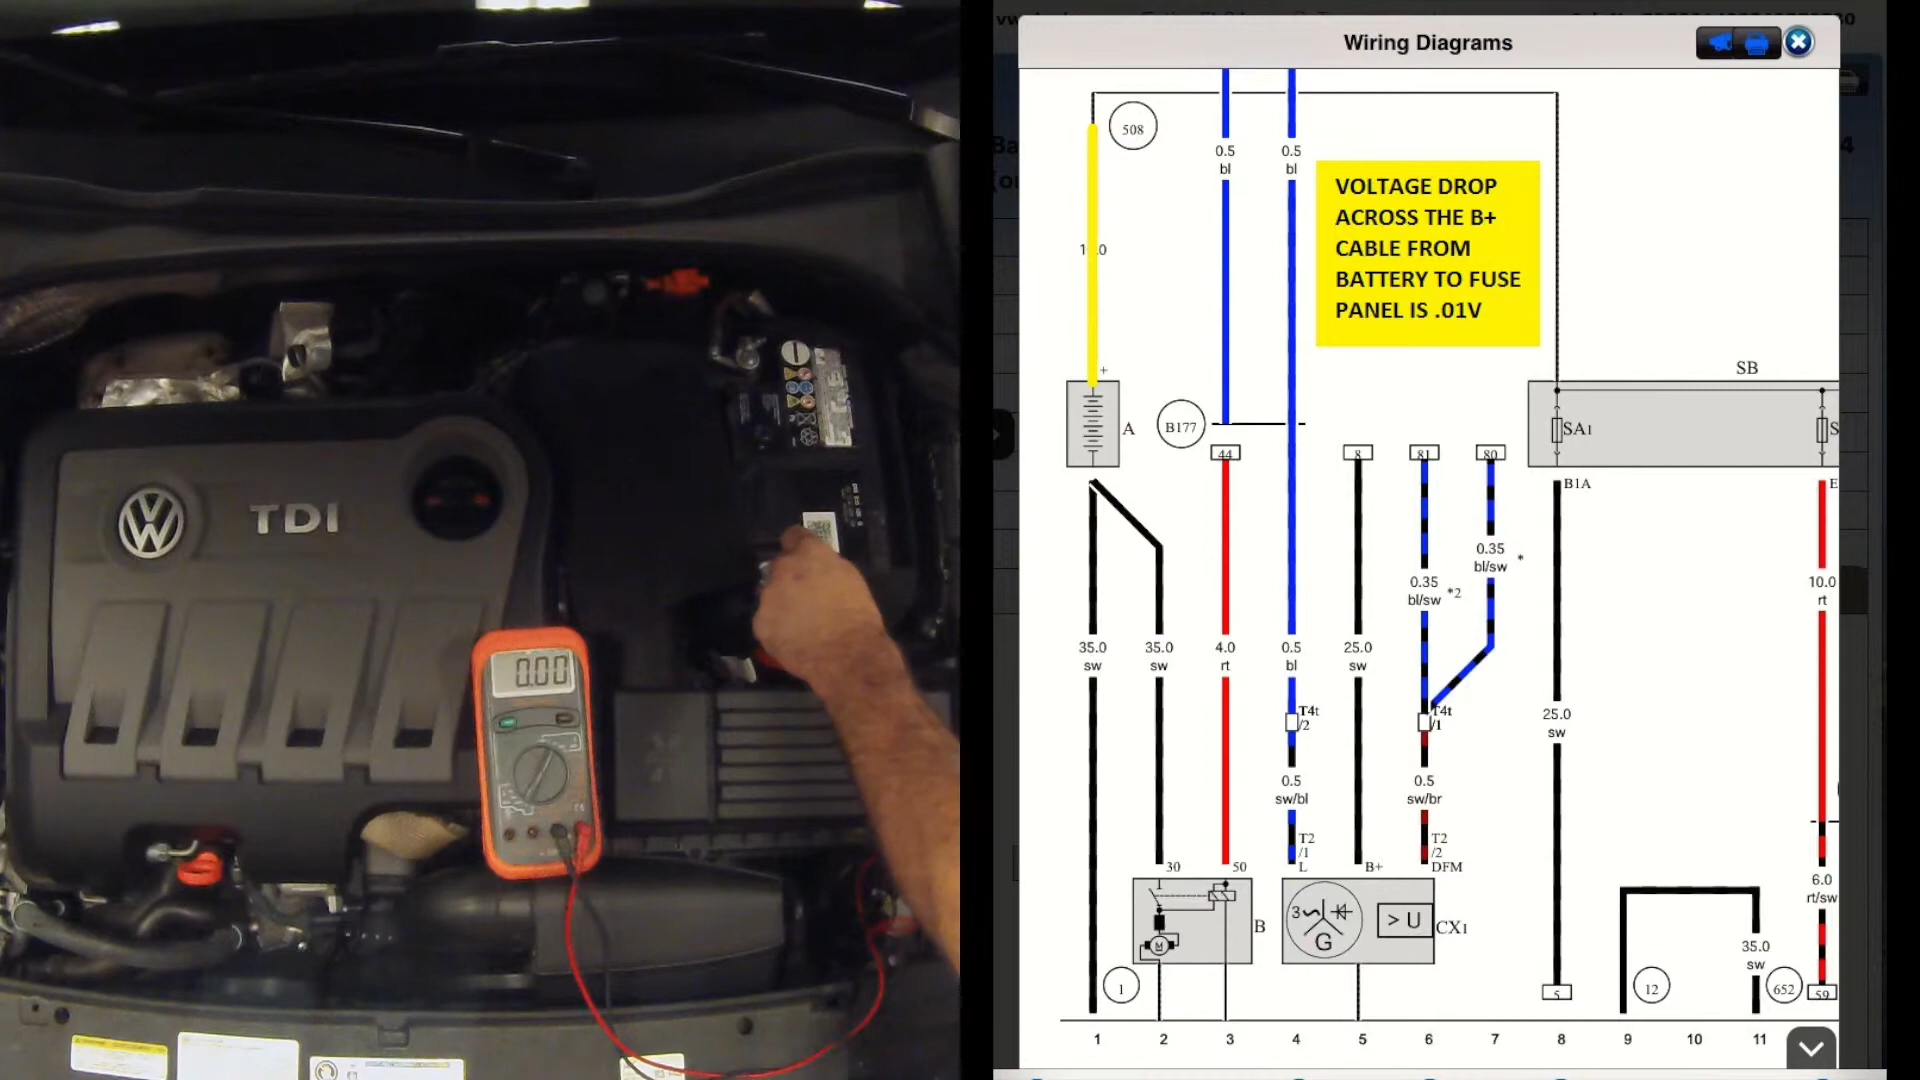 TDI
0.00
Wiring Diagrams
508
0.5
bl
0.5
bl
VOLTAGE DROP
ACROSS THE B+
CABLE FROM
BATTERY TO FUSE
PANEL IS .01V
+
SB
A
B177
SA1
S
44
8
81
80
B1A
E
0.35
bl/sw
*
0.35
bl/sw
*2
10.0
rt
35.0
sw
35.0
sw
4.0
rt
0.5
bl
25.0
sw
T4t
/2
T4t
/1
25.0
sw
0.5
sw/bl
0.5
sw/br
T2
/1
L
B+
T2
/2
DFM
30
50
6.0
rt/sw
M
B
3
G
> U
CX1
35.0
sw
1
5
12
652
59
1 2 3 4 5 6 7 8 9 10 11